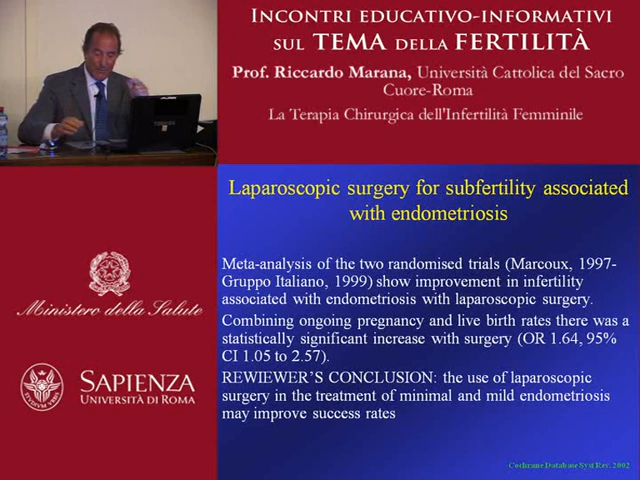 INCONTRI EDUCATIVO-INFORMATIVI
SUL TEMA DELLA FERTILITÀ
Prof. Riccardo Marana, Università Cattolica del Sacro
Cuore-Roma
La Terapia Chirurgica dell'Infertilità Femminile
Laparoscopic surgery for subfertility associated
with endometriosis
Meta-analysis of the two randomised trials (Marcoux, 1997-
Gruppo Italiano, 1999) show improvement in infertility
associated with endometriosis with laparoscopic surgery.
Combining ongoing pregnancy and live birth rates there was a
statistically significant increase with surgery (OR 1.64, 95%
CI 1.05 to 2.57).
REWIEWER'S CONCLUSION: the use of laparoscopic
surgery in the treatment of minimal and mild endometriosis
may improve success rates
Cochrane Database Syst Rev. 2002
Ministero della Salute
SAPIENZA
UNIVERSITÀ DI ROMA